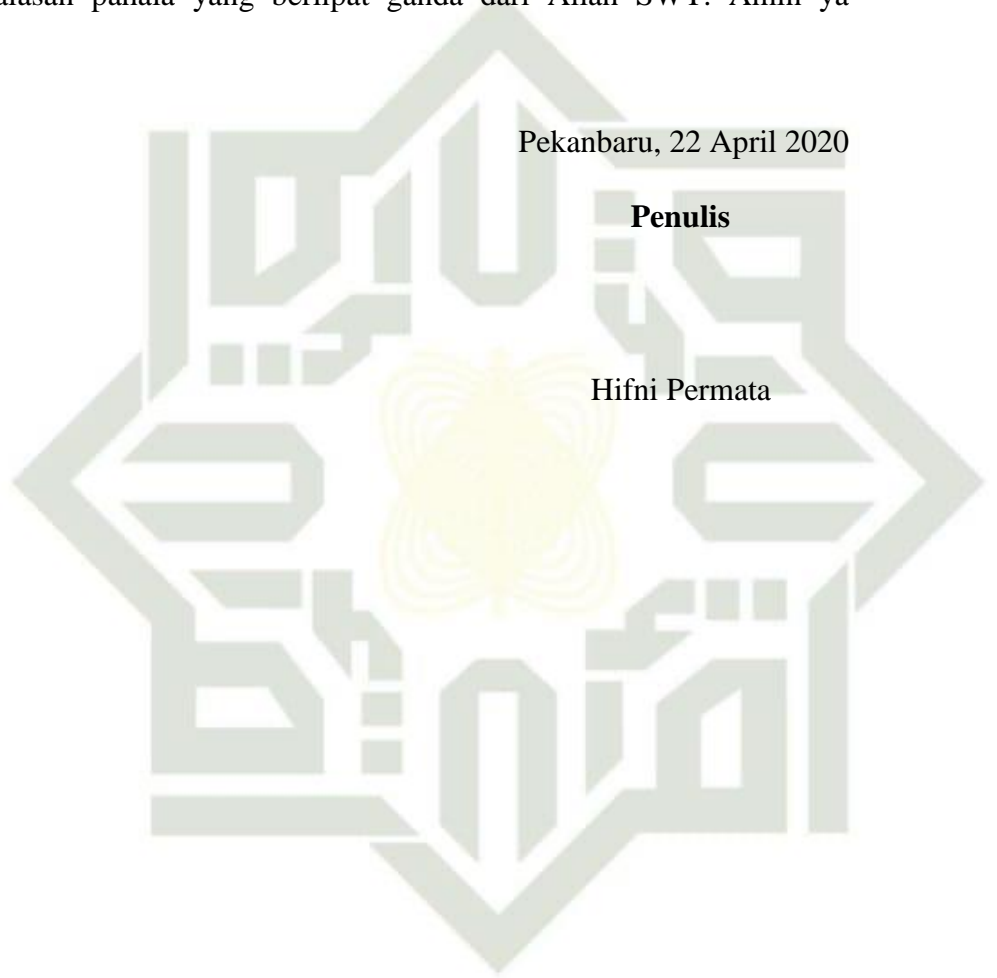 pahala yang berlipat ganda dari Allah SWT. Amin ya
Pekanbaru, 22 April 2020
Penulis
Hifni Permata